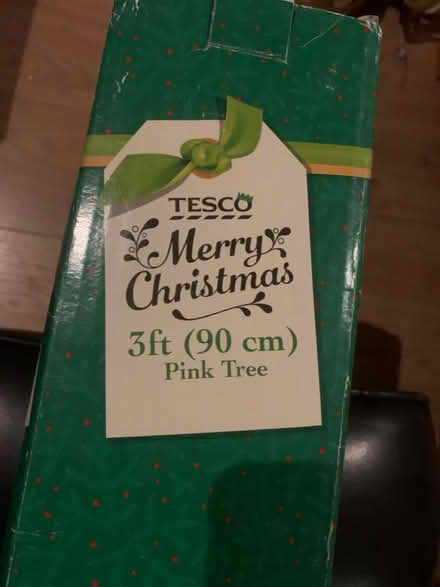 TESCO
Merry
Christmas
3ft (90 cm)
Pink Tree